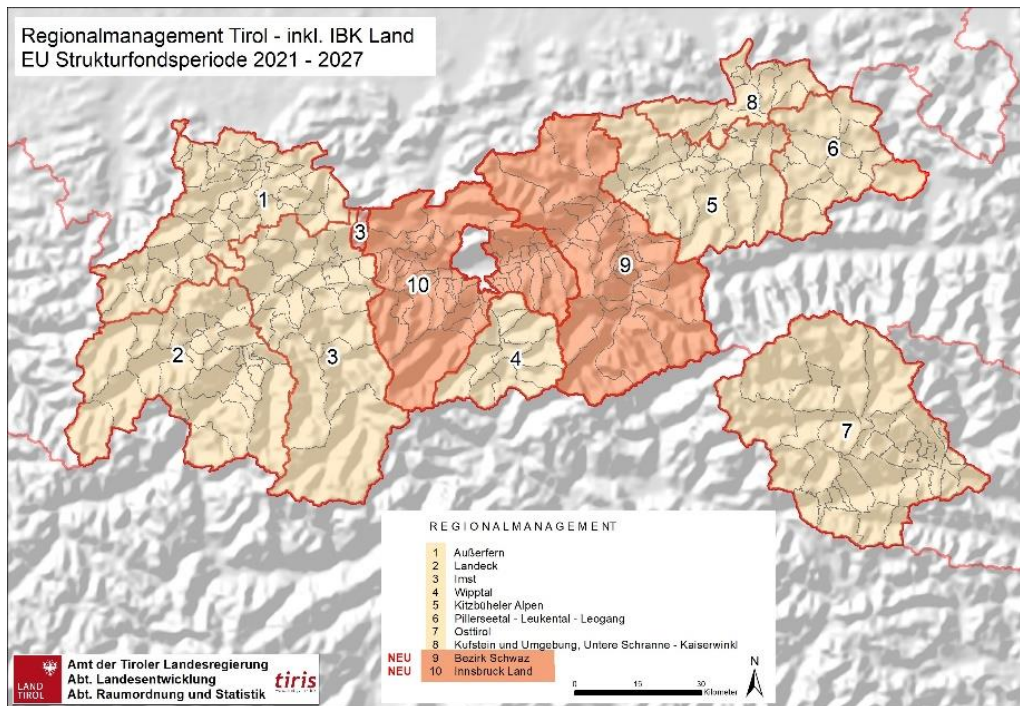 Regionalmanagement Tirol - inkl. IBK Land
EU Strukturfondsperiode 2021 - 2027
8
6
1
5
3
9
10
2
3
4
7
REGIONALMANAGEMENT
1 Außerfern
2 Landeck
3 Imst
4 Wipptal
5 Kitzbüheler Alpen
6 Pillerseetal - Leukental - Leogang
7 Osttirol
8 Kufstein und Umgebung, Untere Schranne - Kaiserwinkl
NEU 9 Bezirk Schwaz
NEU 10 Innsbruck Land
N
0 15 30
Kilometer
LAND
TIROL
Amt der Tiroler Landesregierung
Abt. Landesentwicklung
Abt. Raumordnung und Statistik
tiris